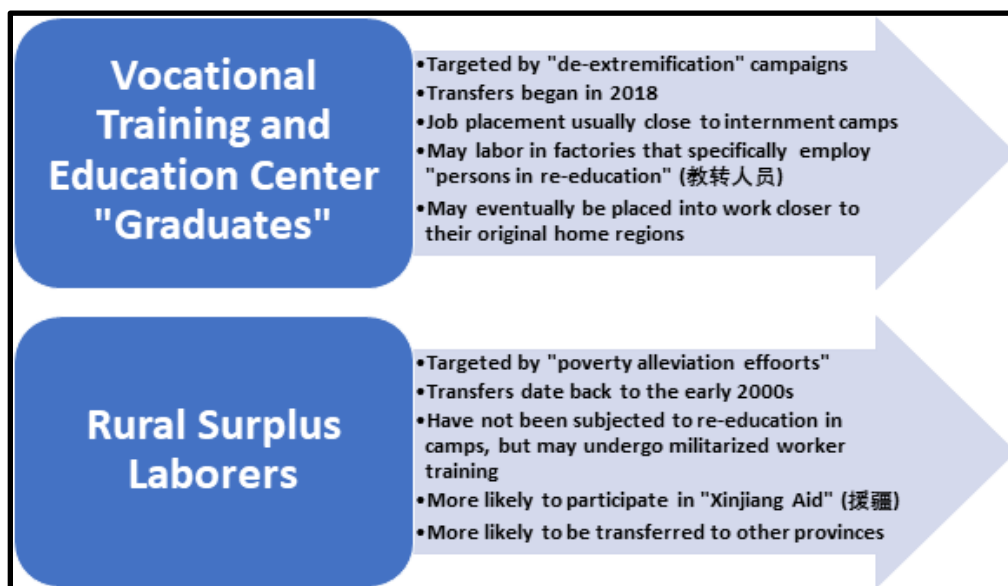 Vocational
Training and
Education Center
"Graduates"
•Targeted by "de-extremification" campaigns
•Transfers began in 2018
•Job placement usually close to internment camps
•May labor in factories that specifically employ
"persons in re-education" (教转人员)
•May eventually be placed into work closer to
their original home regions
Rural Surplus
Laborers
•Targeted by "poverty alleviation effoorts"
•Transfers date back to the early 2000s
•Have not been subjected to re-education in
camps, but may undergo militarized worker
training
•More likely to participate in "Xinjiang Aid" (援疆)
•More likely to be transferred to other provinces